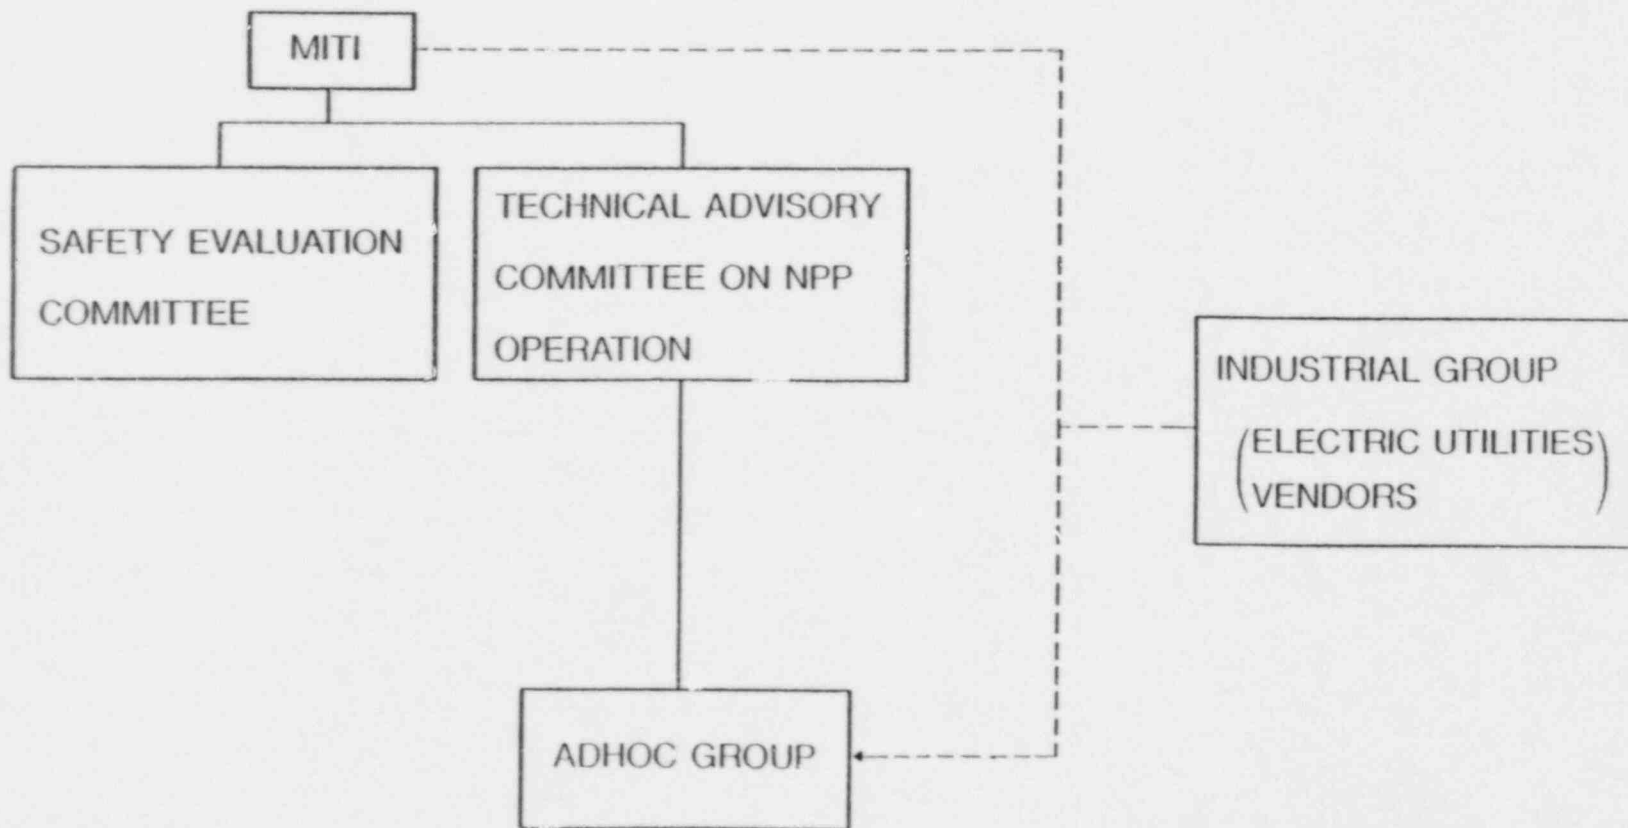 MITI
SAFETY EVALUATION
COMMITTEE
TECHNICAL ADVISORY
COMMITTEE ON NPP
OPERATION
INDUSTRIAL GROUP
(ELECTRIC UTILITIES)
VENDORS
ADHOC GROUP